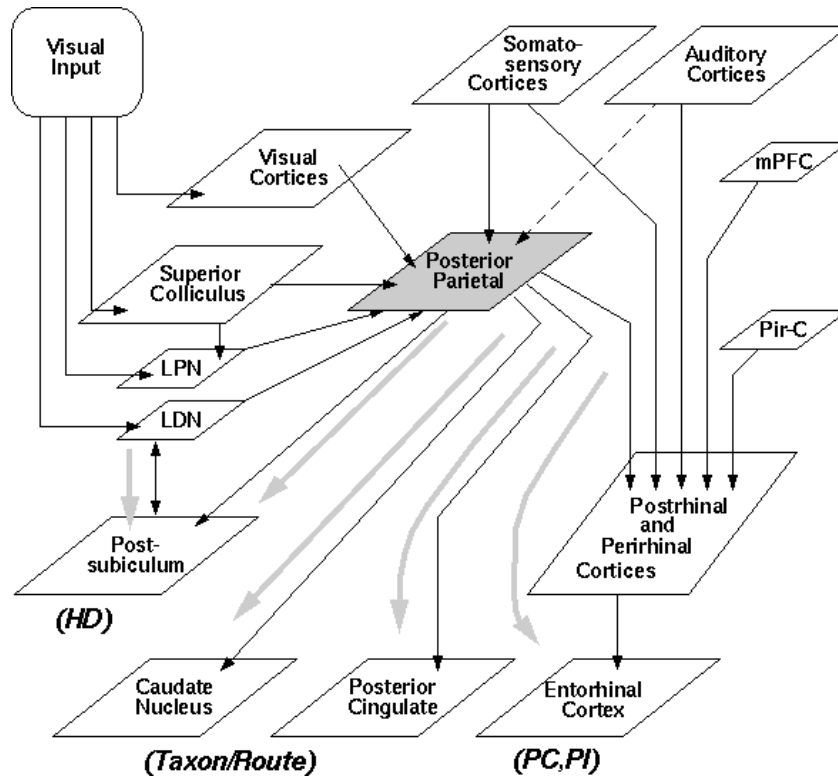 Visual
Input
Somato-
sensory
Cortices
Auditory
Cortices
Visual
Cortices
mPFC
Posterior
Parietal
Superior
Colliculus
Pir-C
LPN
LDN
Postrhinal
and
Perirhinal
Cortices
Post-
subiculum
(HD)
Caudate
Nucleus
Posterior
Cingulate
Entorhinal
Cortex
(Taxon/Route)
(PC,PI)